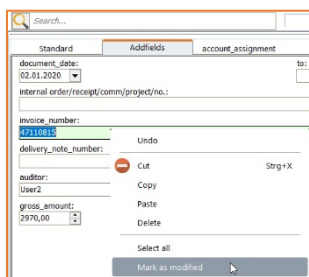 Search...
Standard Addfields account_assignment
document_date: to:
02.01.2020
internal order/receipt/comm/project/no.:
invoice_number:
47110815
delivery_note_number:
auditor:
User2
gross_amount:
2970,00
Undo
Cut Strg+X
Copy
Paste
Delete
Select all
Mark as modified